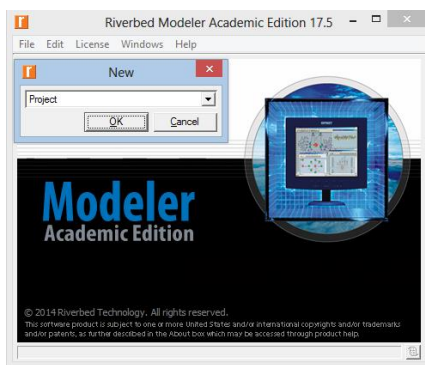 Riverbed Modeler Academic Edition 17.5
File Edit License Windows Help
New
Project
OK Cancel
Modeler
Academic Edition
© 2014 Riverbed Technology. All rights reserved.
This software product is subject to one or more United States and/or international copyrights and/or trademarks
and/or patents, as further described in the About box which may be accessed through product help.